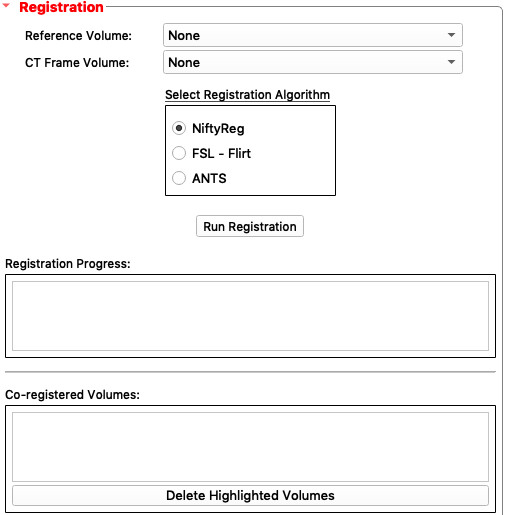 Registration
Reference Volume: None
CT Frame Volume: None
Select Registration Algorithm
NiftyReg
FSL - Flirt
ANTS
Run Registration
Registration Progress:
Co-registered Volumes:
Delete Highlighted Volumes